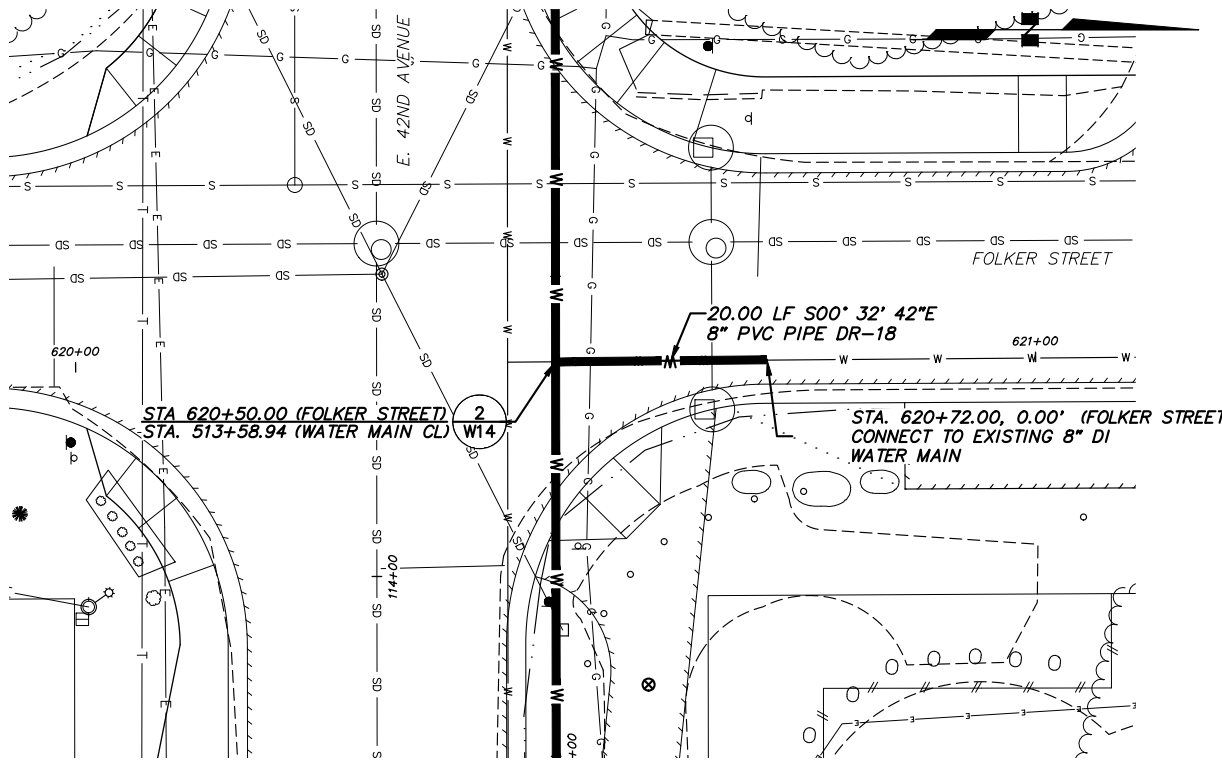 E. 42ND AVENUE
FOLKER STREET
20.00 LF S00° 32' 42"E
8" PVC PIPE DR-18
620+00
621+00
STA. 620+50.00 (FOLKER STREET)
STA. 513+58.94 (WATER MAIN CL)
2
W14
STA. 620+72.00, 0.00' (FOLKER STREET
CONNECT TO EXISTING 8" DI
WATER MAIN
114+00
+00